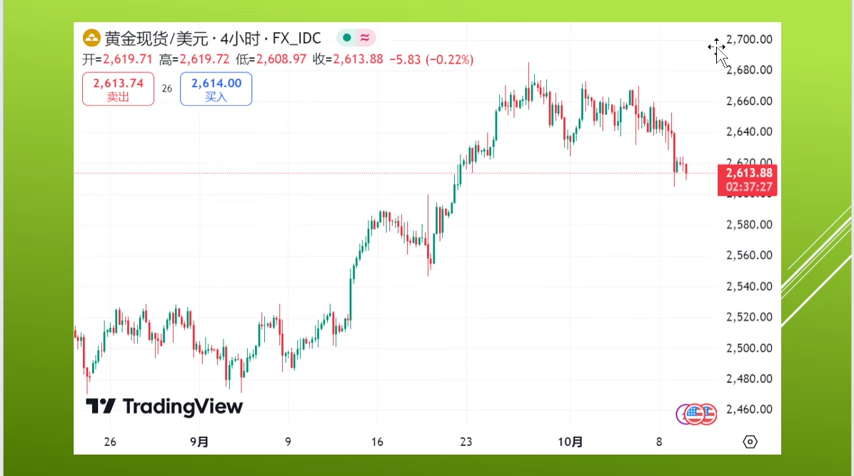 黄金现货/美元 · 4小时 · FX_IDC
开=2,619.71 高=2,619.72 低=2,608.97 收=2,613.88 −5.83 (−0.22%)
2,613.74
卖出
26
2,614.00
买入
2,700.00
2,680.00
2,660.00
2,640.00
2,620.00
2,613.88
02:37:27
2,580.00
2,560.00
2,540.00
2,520.00
2,500.00
2,480.00
2,460.00
TradingView
26 9月 9 16 23 10月 8